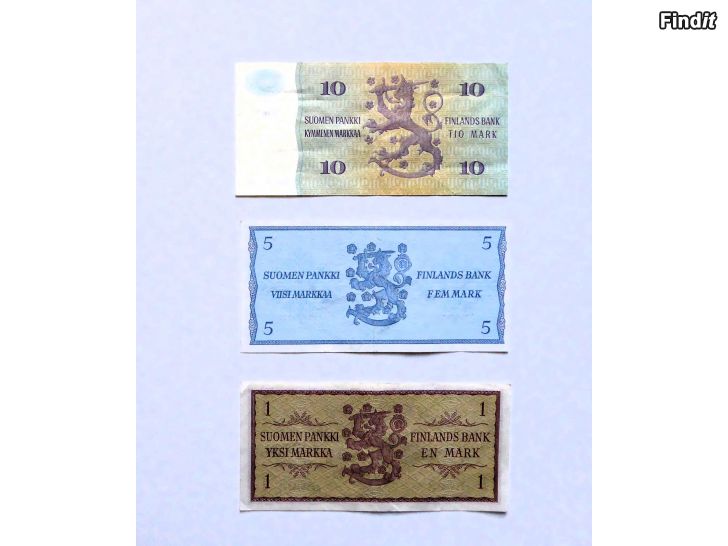 Findit
10 10
SUOMEN PANKKI FINLANDS BANK
KYMMENEN MARKKAA TIO MARK
10 10
5 5
SUOMEN PANKKI FINLANDS BANK
VIISI MARKKAA FEM MARK
5 5
1 1
SUOMEN PANKKI FINLANDS BANK
YKSI MARKKA EN MARK
1 1